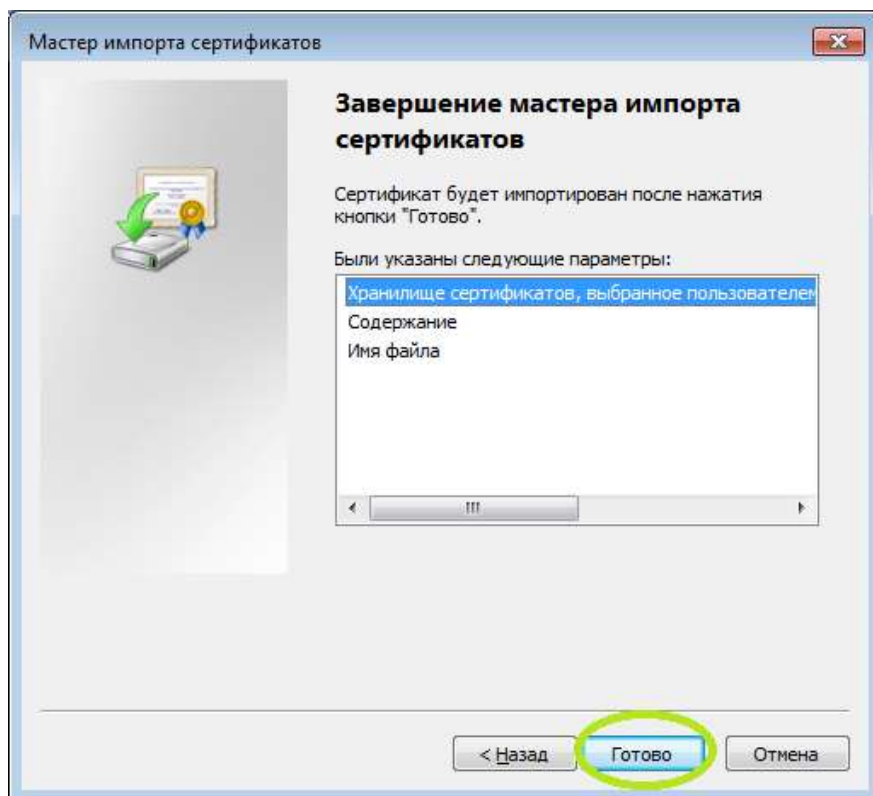 Мастер импорта сертификатов
Завершение мастера импорта
сертификатов
Сертификат будет импортирован после нажатия
кнопки "Готово".
Были указаны следующие параметры:
Хранилище сертификатов, выбранное пользователем
Содержание
Имя файла
< Назад
Готово
Отмена